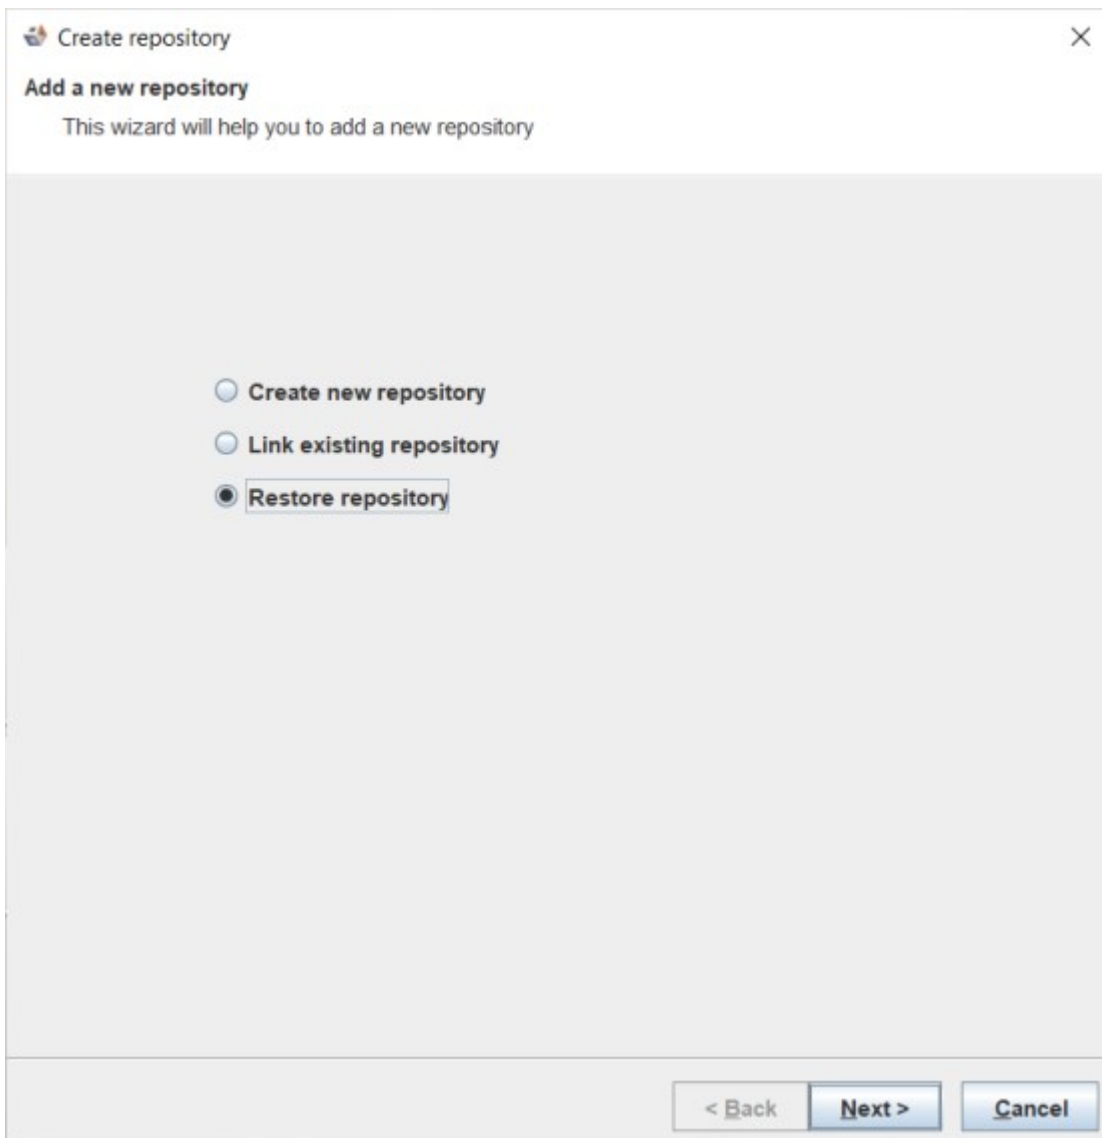 Create repository
Add a new repository
This wizard will help you to add a new repository
Create new repository
Link existing repository
Restore repository
< Back Next > Cancel